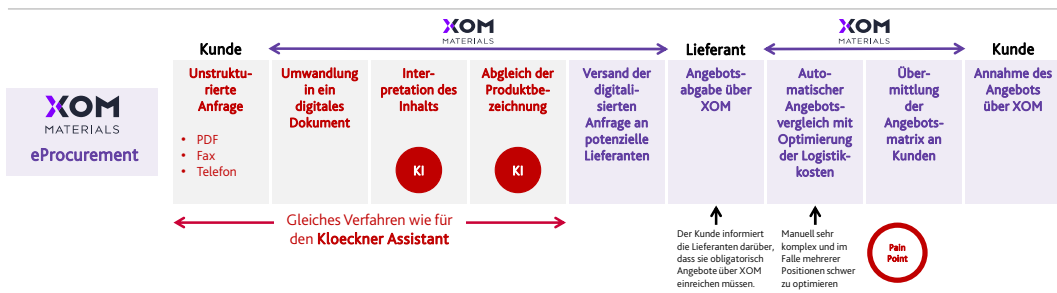 XOM
MATERIALS
XOM
MATERIALS
Kunde
Lieferant
Kunde
XOM
MATERIALS
eProcurement
Unstruktu-
rierte
Anfrage
• PDF
• Fax
• Telefon
Umwandlung
in ein
digitales
Dokument
Inter-
pretation des
Inhalts
KI
Abgleich der
Produktbe-
zeichnung
KI
Versand der
digitali-
sierten
Anfrage an
potenzielle
Lieferanten
Angebots-
abgabe über
XOM
Auto-
matischer
Angebots-
vergleich mit
Optimierung
der Logistik-
kosten
Über-
mittlung
der
Angebots-
matrix an
Kunden
Annahme des
Angebots
über XOM
Gleiches Verfahren wie für
den Kloeckner Assistant
Der Kunde informiert
die Lieferanten darüber,
dass sie obligatorisch
Angebote über XOM
einreichen müssen.
Manuell sehr
komplex und im
Falle mehrerer
Positionen schwer
zu optimieren
Pain
Point